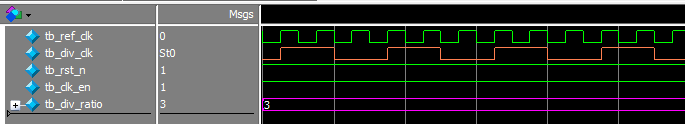 Msgs
tb_ref_clk 0
tb_div_clk St0
tb_rst_n 1
tb_clk_en 1
tb_div_ratio 3 3